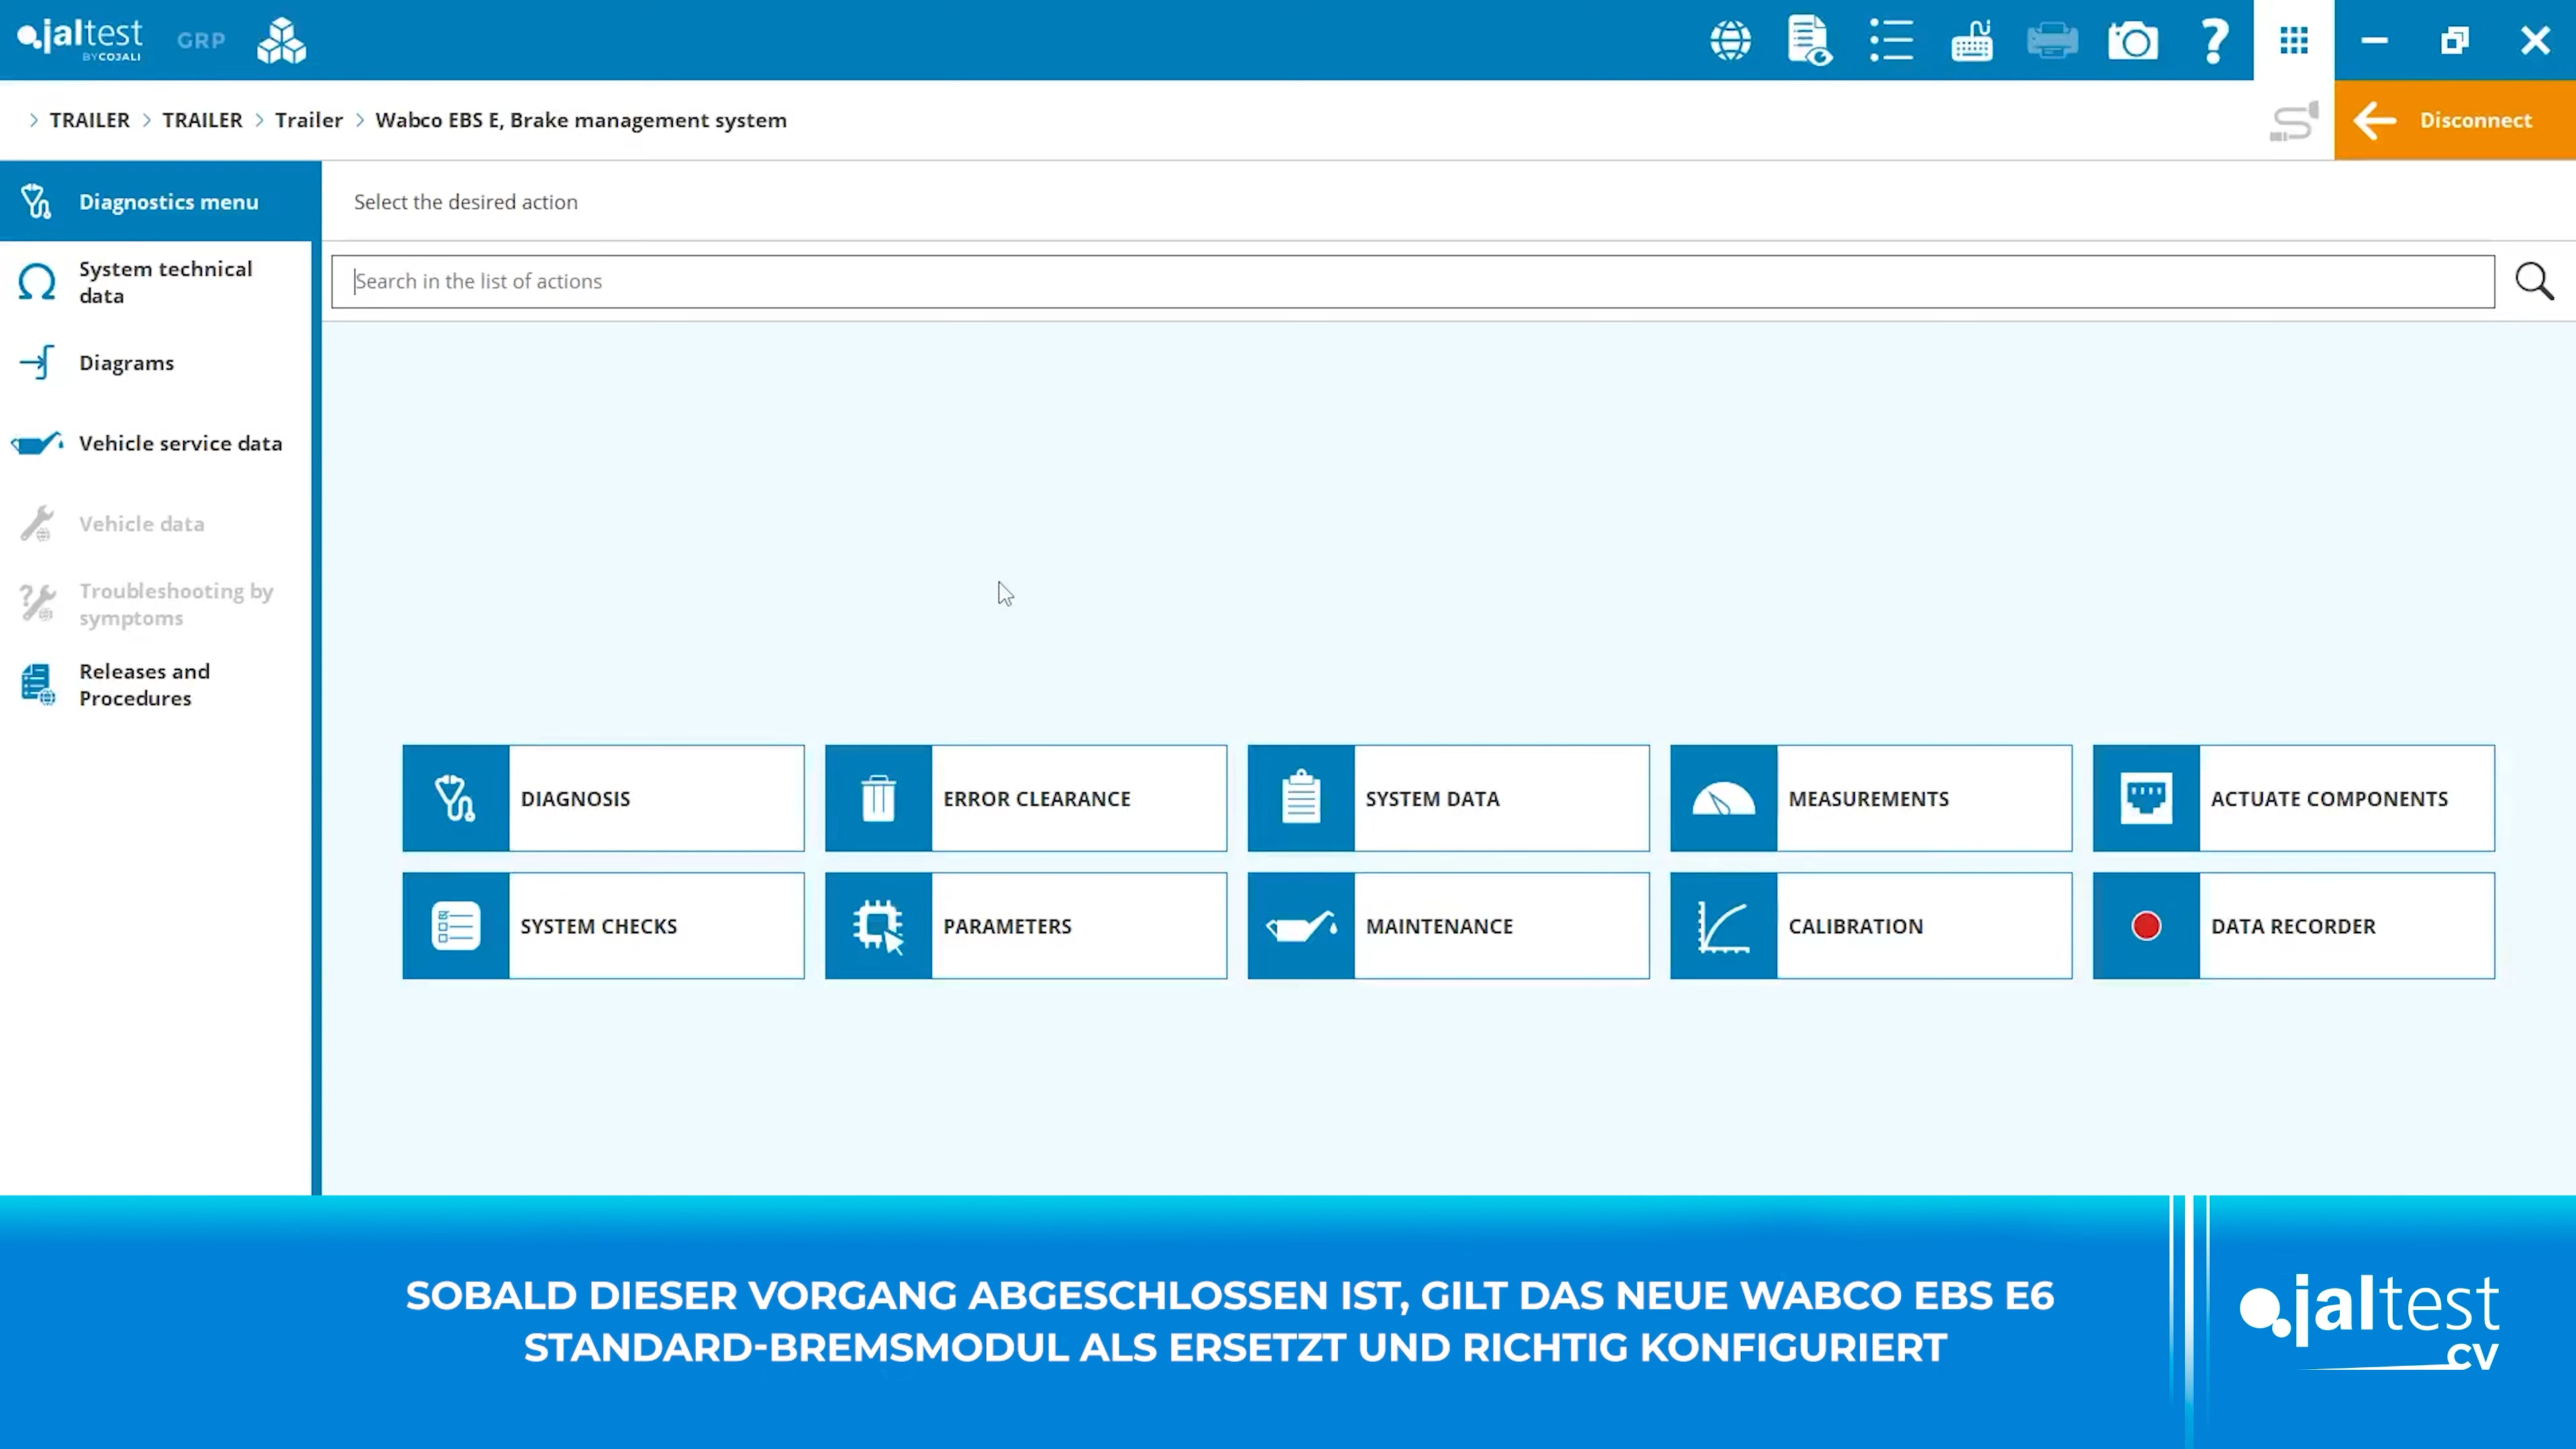 jaltest
BY COJALI
GRP
TRAILER
TRAILER
Trailer
Wabco EBS E, Brake management system
Disconnect
Diagnostics menu
System technical
data
Diagrams
Vehicle service data
Vehicle data
Troubleshooting by
symptoms
Releases and
Procedures
Select the desired action
Search in the list of actions
DIAGNOSIS
ERROR CLEARANCE
SYSTEM DATA
MEASUREMENTS
ACTUATE COMPONENTS
SYSTEM CHECKS
PARAMETERS
MAINTENANCE
CALIBRATION
DATA RECORDER
SOBALD DIESER VORGANG ABGESCHLOSSEN IST, GILT DAS NEUE WABCO EBS E6
STANDARD-BREMSMODUL ALS ERSETZT UND RICHTIG KONFIGURIERT
jaltest
CV